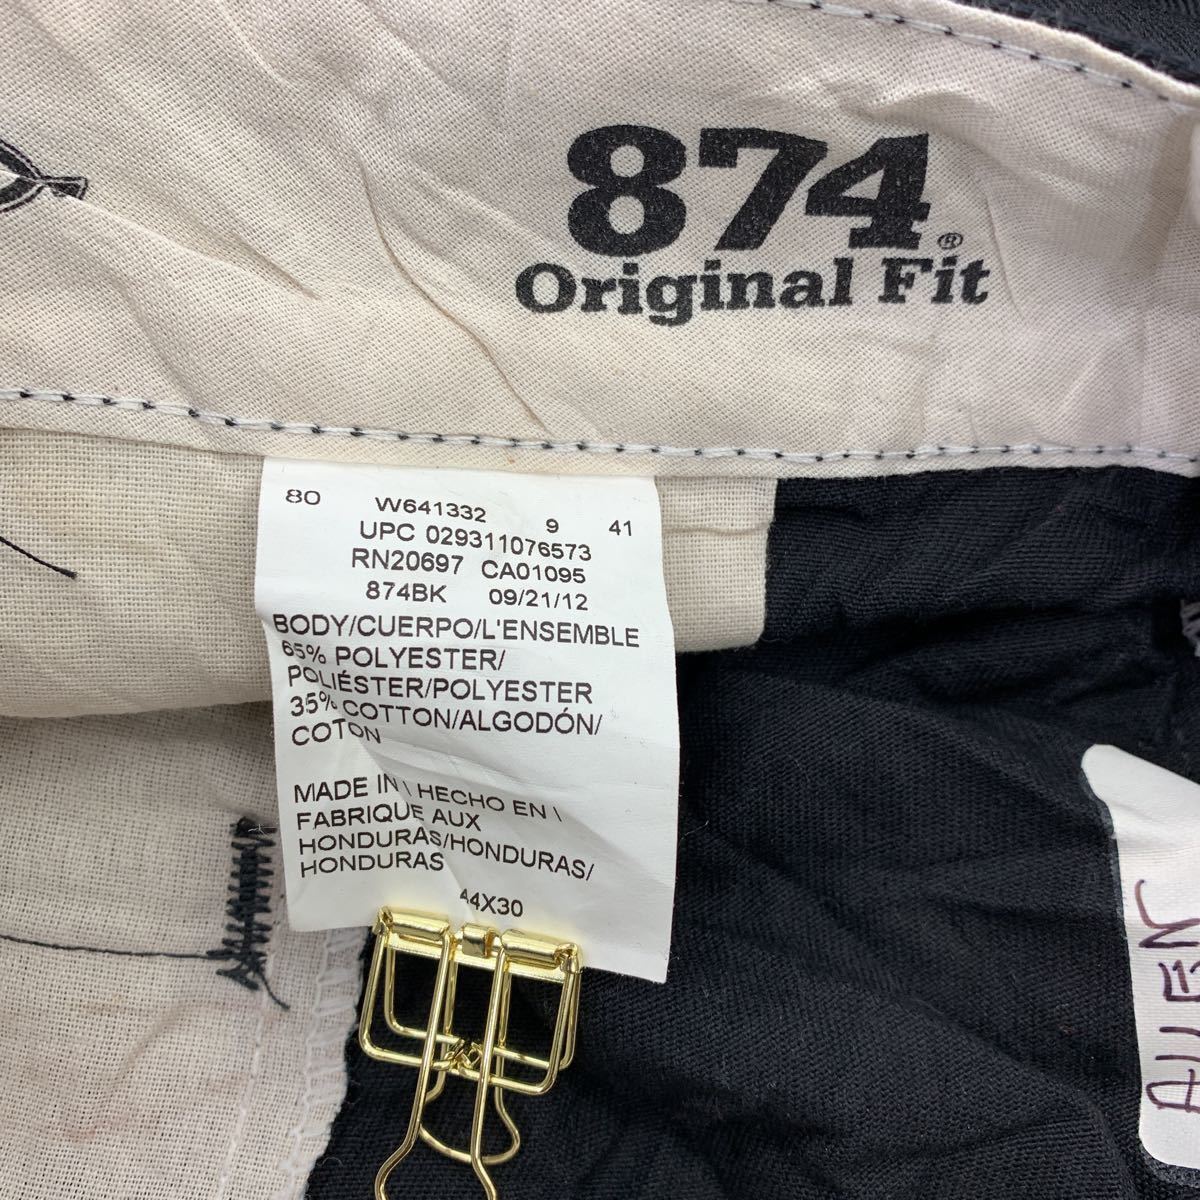 874®
Original Fit
80 W641332 9 41
UPC 029311076573
RN20697 CA01095
874BK 09/21/12
BODY/CUERPO/L'ENSEMBLE
65% POLYESTER/
POLIÉSTER/POLYESTER
35% COTTON/ALGODÓN/
COTON
MADE IN\ HECHO EN \
FABRIQUE AUX
HONDURAS/HONDURAS/
HONDURAS
44X30